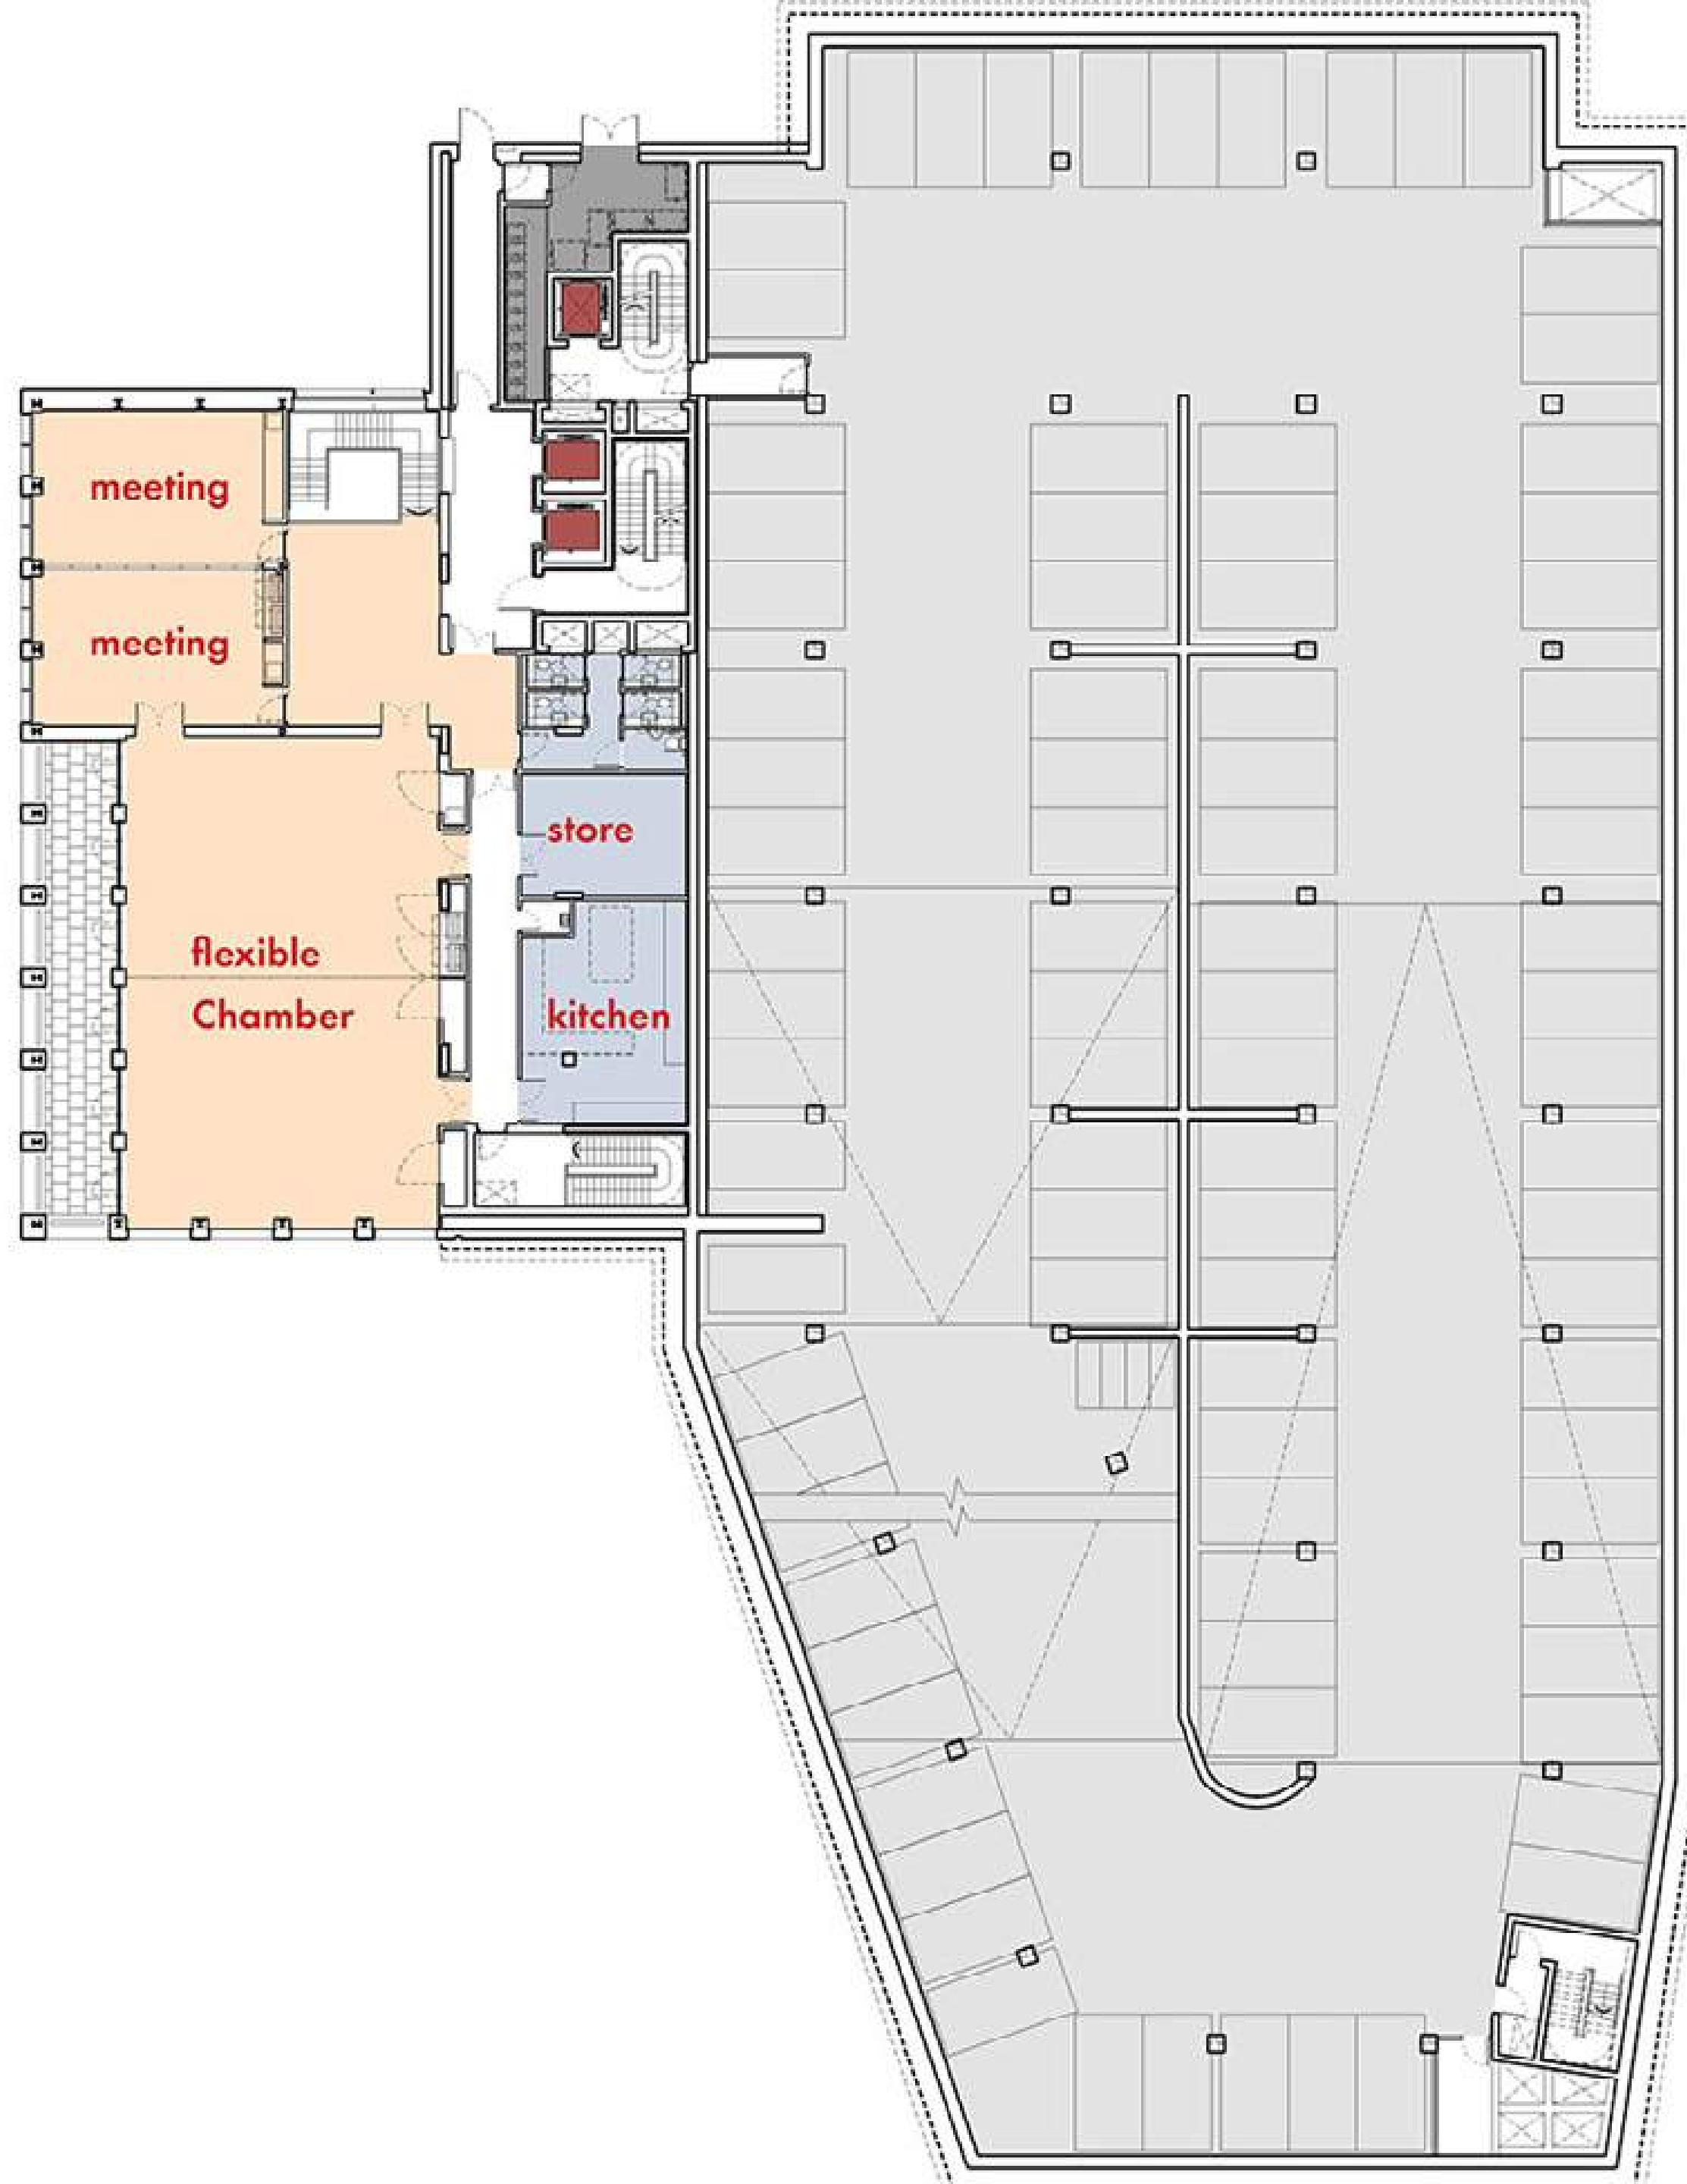 meeting
meeting
store
flexible
Chamber
kitchen